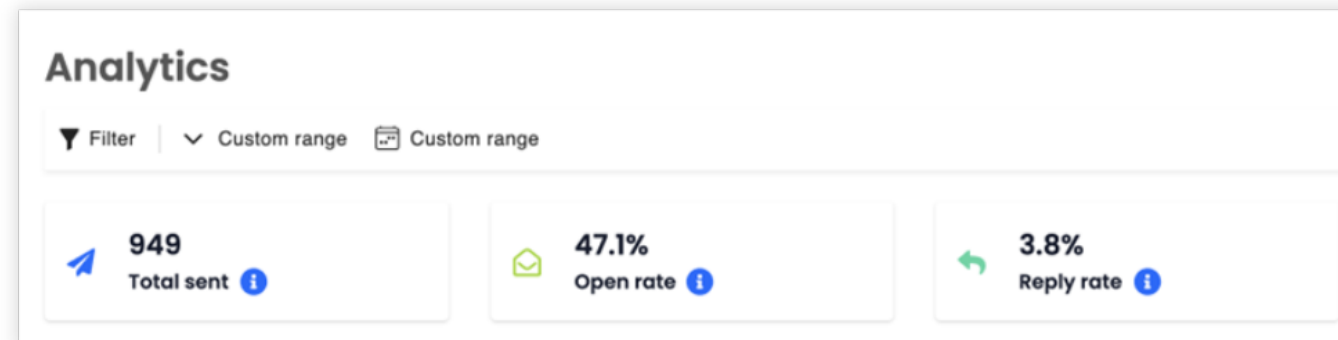 Analytics
Filter Custom range Custom range
949 47.1% 3.8%
Total sent Open rate Reply rate